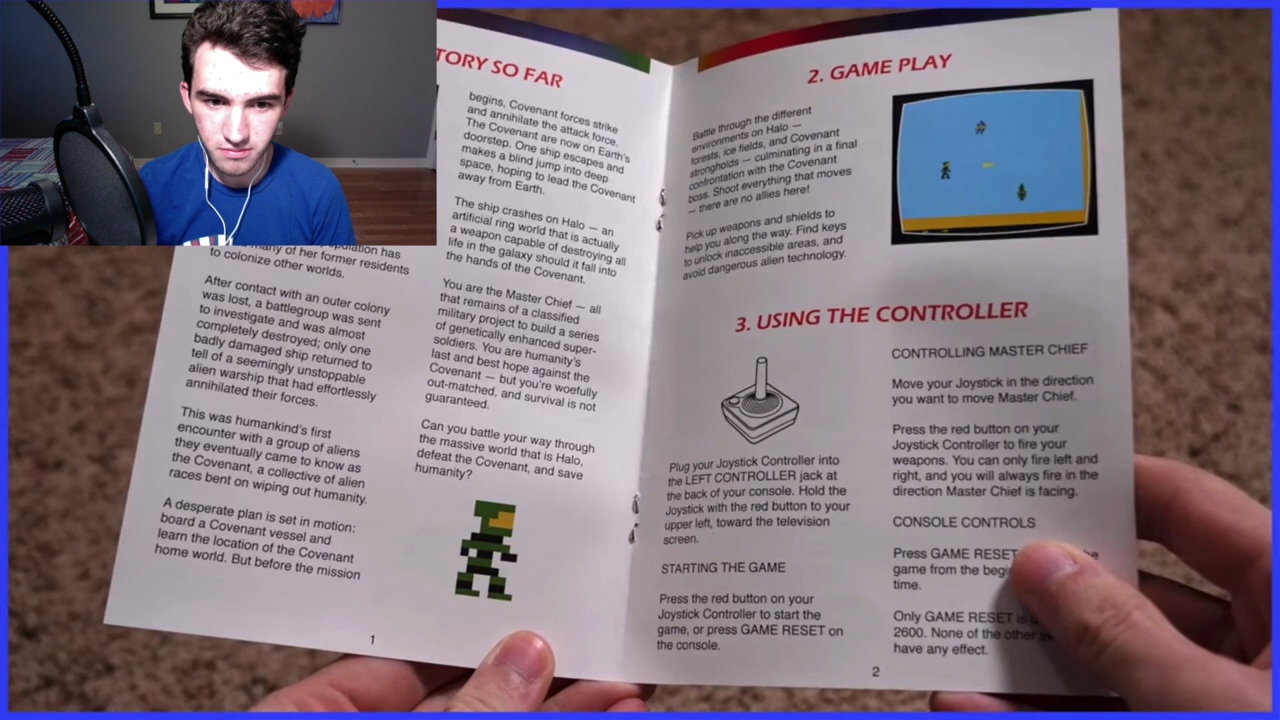 TORY SO FAR
many of her former residents
to colonize other worlds.
After contact with an outer colony
was lost, a battlegroup was sent
to investigate and was almost
completely destroyed; only one
badly damaged ship returned to
tell of a seemingly unstoppable
alien warship that had effortlessly
annihilated their forces.
This was humankind's first
encounter with a group of aliens
they eventually came to know as
the Covenant, a collective of alien
races bent on wiping out humanity.
A desperate plan is set in motion:
board a Covenant vessel and
learn the location of the Covenant
home world. But before the mission
begins, Covenant forces strike
and annihilate the attack force.
The Covenant are now on Earth's
doorstep. One ship escapes and
makes a blind jump into deep
space, hoping to lead the Covenant
away from Earth.
The ship crashes on Halo — an
artificial ring world that is actually
a weapon capable of destroying all
life in the galaxy should it fall into
the hands of the Covenant.
You are the Master Chief — all
that remains of a classified
military project to build a series
of genetically enhanced super-
soldiers. You are humanity's
last and best hope against the
Covenant — but you're woefully
out-matched, and survival is not
guaranteed.
Can you battle your way through
the massive world that is Halo,
defeat the Covenant, and save
humanity?
1
2. GAME PLAY
Battle through the different
environments on Halo —
forests, ice fields, and Covenant
strongholds — culminating in a final
confrontation with the Covenant
boss. Shoot everything that moves
— there are no allies here!
Pick up weapons and shields to
help you along the way. Find keys
to unlock inaccessible areas, and
avoid dangerous alien technology.
3. USING THE CONTROLLER
Plug your Joystick Controller into
the LEFT CONTROLLER jack at
the back of your console. Hold the
Joystick with the red button to your
upper left, toward the television
screen.
STARTING THE GAME
Press the red button on your
Joystick Controller to start the
game, or press GAME RESET on
the console.
CONTROLLING MASTER CHIEF
Move your Joystick in the direction
you want to move Master Chief.
Press the red button on your
Joystick Controller to fire your
weapons. You can only fire left and
right, and you will always fire in the
direction Master Chief is facing.
CONSOLE CONTROLS
Press GAME RESET
game from the
time.
Only GAME RESET is
2600. None of the other
have any effect.
2